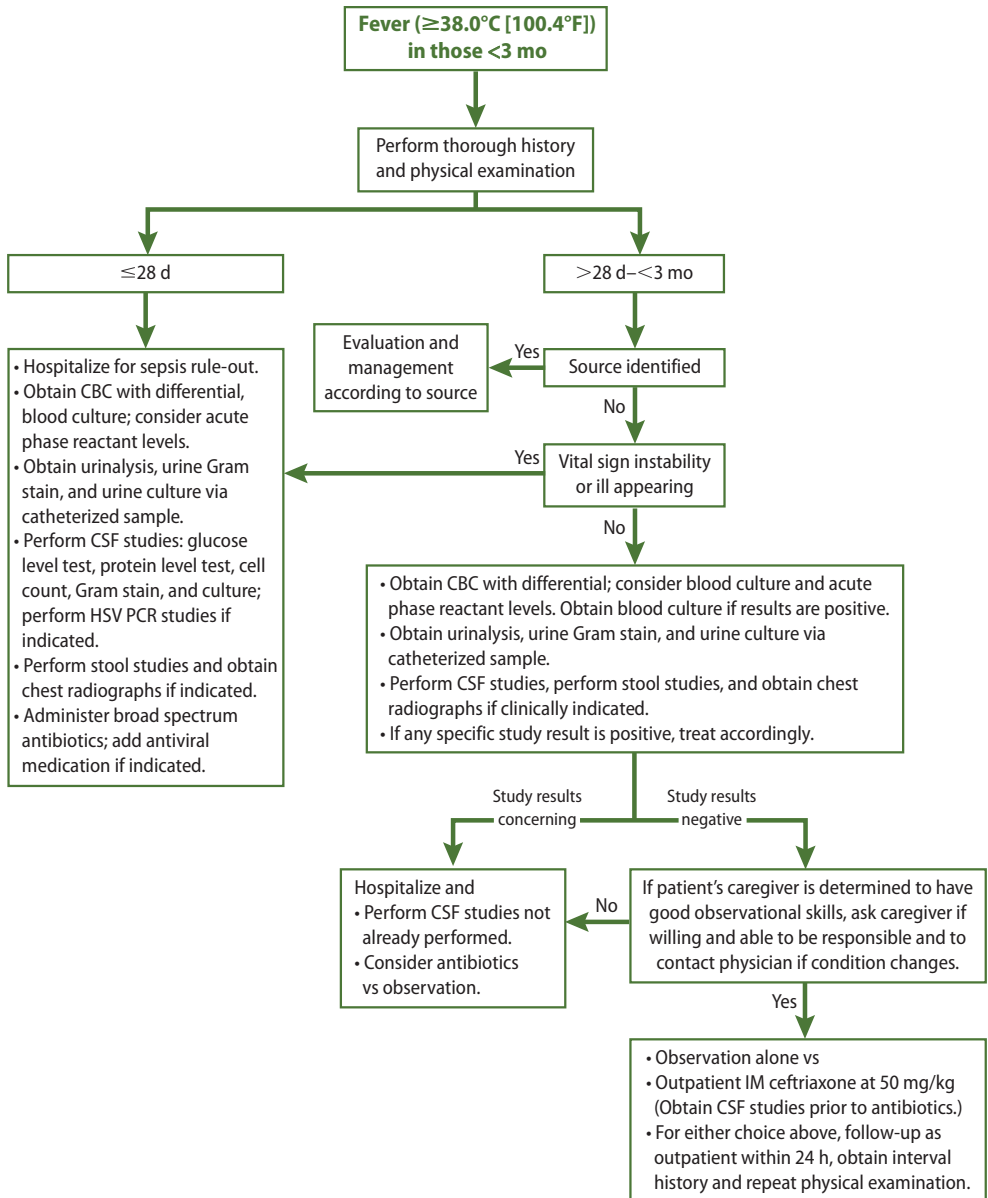 Fever (≥38.0°C [100.4°F])
in those <3 mo
Perform thorough history
and physical examination
≤28 d
>28 d–<3 mo
• Hospitalize for sepsis rule-out.
• Obtain CBC with differential,
blood culture; consider acute
phase reactant levels.
• Obtain urinalysis, urine Gram
stain, and urine culture via
catheterized sample.
• Perform CSF studies: glucose
level test, protein level test, cell
count, Gram stain, and culture;
perform HSV PCR studies if
indicated.
• Perform stool studies and obtain
chest radiographs if indicated.
• Administer broad spectrum
antibiotics; add antiviral
medication if indicated.
Evaluation and
management
according to source
Yes
Source identified
No
Yes
Vital sign instability
or ill appearing
No
• Obtain CBC with differential; consider blood culture and acute
phase reactant levels. Obtain blood culture if results are positive.
• Obtain urinalysis, urine Gram stain, and urine culture via
catheterized sample.
• Perform CSF studies, perform stool studies, and obtain chest
radiographs if clinically indicated.
• If any specific study result is positive, treat accordingly.
Study results
concerning
Study results
negative
Hospitalize and
• Perform CSF studies not
already performed.
• Consider antibiotics
vs observation.
No
If patient's caregiver is determined to have
good observational skills, ask caregiver if
willing and able to be responsible and to
contact physician if condition changes.
Yes
• Observation alone vs
• Outpatient IM ceftriaxone at 50 mg/kg
(Obtain CSF studies prior to antibiotics.)
• For either choice above, follow-up as
outpatient within 24 h, obtain interval
history and repeat physical examination.